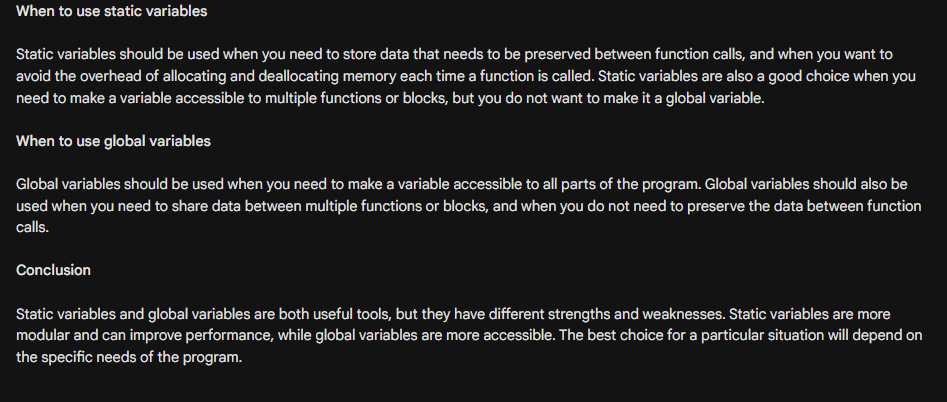 When to use static variables
Static variables should be used when you need to store data that needs to be preserved between function calls, and when you want to
avoid the overhead of allocating and deallocating memory each time a function is called. Static variables are also a good choice when you
need to make a variable accessible to multiple functions or blocks, but you do not want to make it a global variable.
When to use global variables
Global variables should be used when you need to make a variable accessible to all parts of the program. Global variables should also be
used when you need to share data between multiple functions or blocks, and when you do not need to preserve the data between function
calls.
Conclusion
Static variables and global variables are both useful tools, but they have different strengths and weaknesses. Static variables are more
modular and can improve performance, while global variables are more accessible. The best choice for a particular situation will depend on
the specific needs of the program.